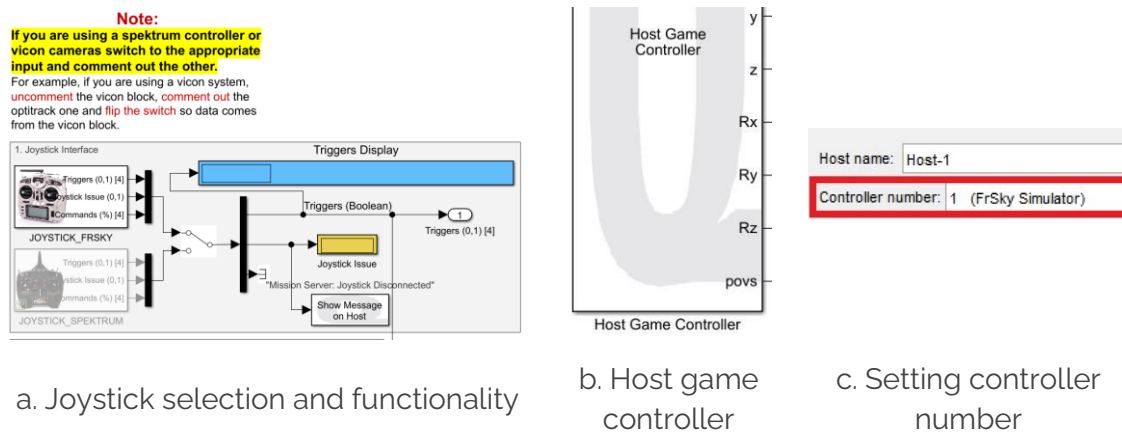 Note:
If you are using a spektrum controller or
vicon cameras switch to the appropriate
input and comment out the other.
For example, if you are using a vicon system,
uncomment the vicon block, comment out the
optitrack one and flip the switch so data comes
from the vicon block.
1. Joystick Interface
Triggers Display
Triggers (0,1) [4]
Joystick Issue (0,1)
Commands (%) [4]
JOYSTICK_FRSKY
Triggers (Boolean)
1
Triggers (0,1) [4]
Joystick Issue
Triggers (0,1) [4]
Joystick Issue (0,1)
Commands (%) [4]
JOYSTICK_SPEKTRUM
"Mission Server: Joystick Disconnected"
Show Message
on Host
a. Joystick selection and functionality
Host Game
Controller
y
z
Rx
Ry
Rz
povs
Host Game Controller
b. Host game
controller
Host name: Host-1
Controller number: 1 (FrSky Simulator)
c. Setting controller
number